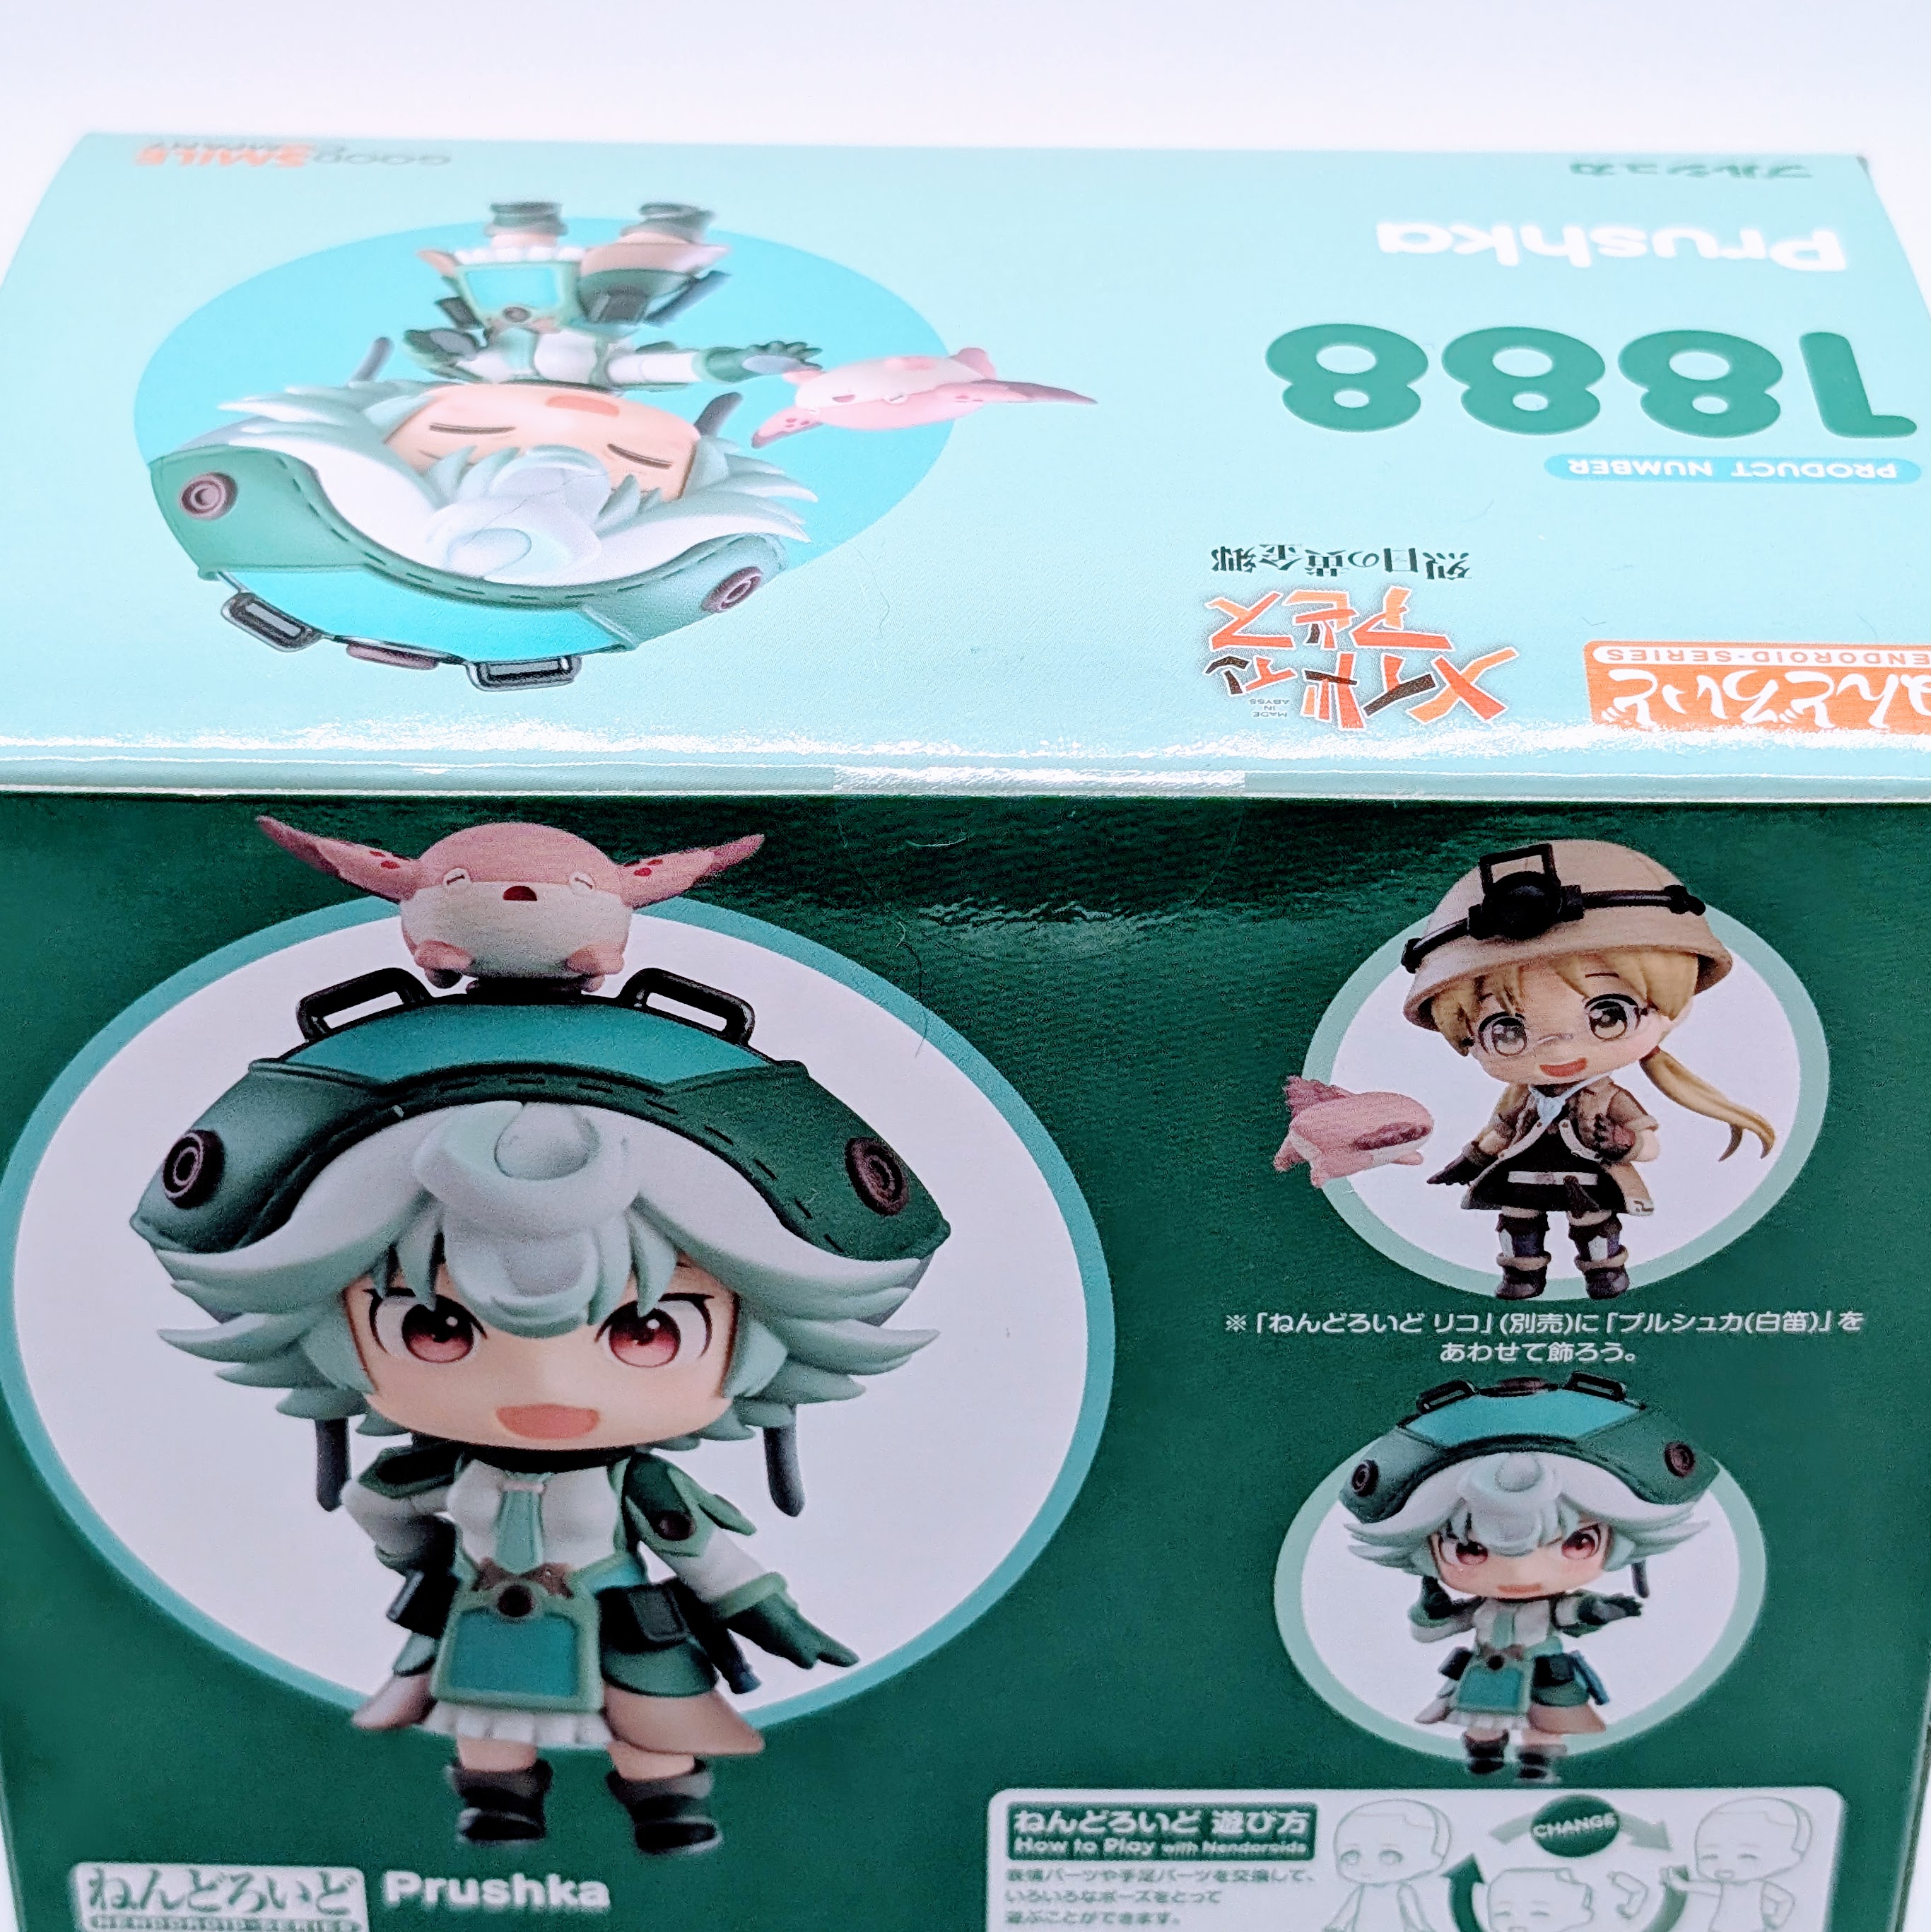 GOOD SMILE COMPANY
プルシュカ
Prushka
1888
PRODUCT NUMBER
烈日の黄金郷
メイドイン
アビス
MADE IN ABYSS
ねんどろいど
NENDOROID-SERIES
※「ねんどろいど リコ」(別売)に「プルシュカ(白笛)」を
あわせて飾ろう。
ねんどろいど Prushka
NENDOROID-SERIES
ねんどろいど 遊び方
How to Play with Nendoroids
CHANGE
表情パーツや手足パーツを交換して、
いろいろなポーズをとって
遊ぶことができます。